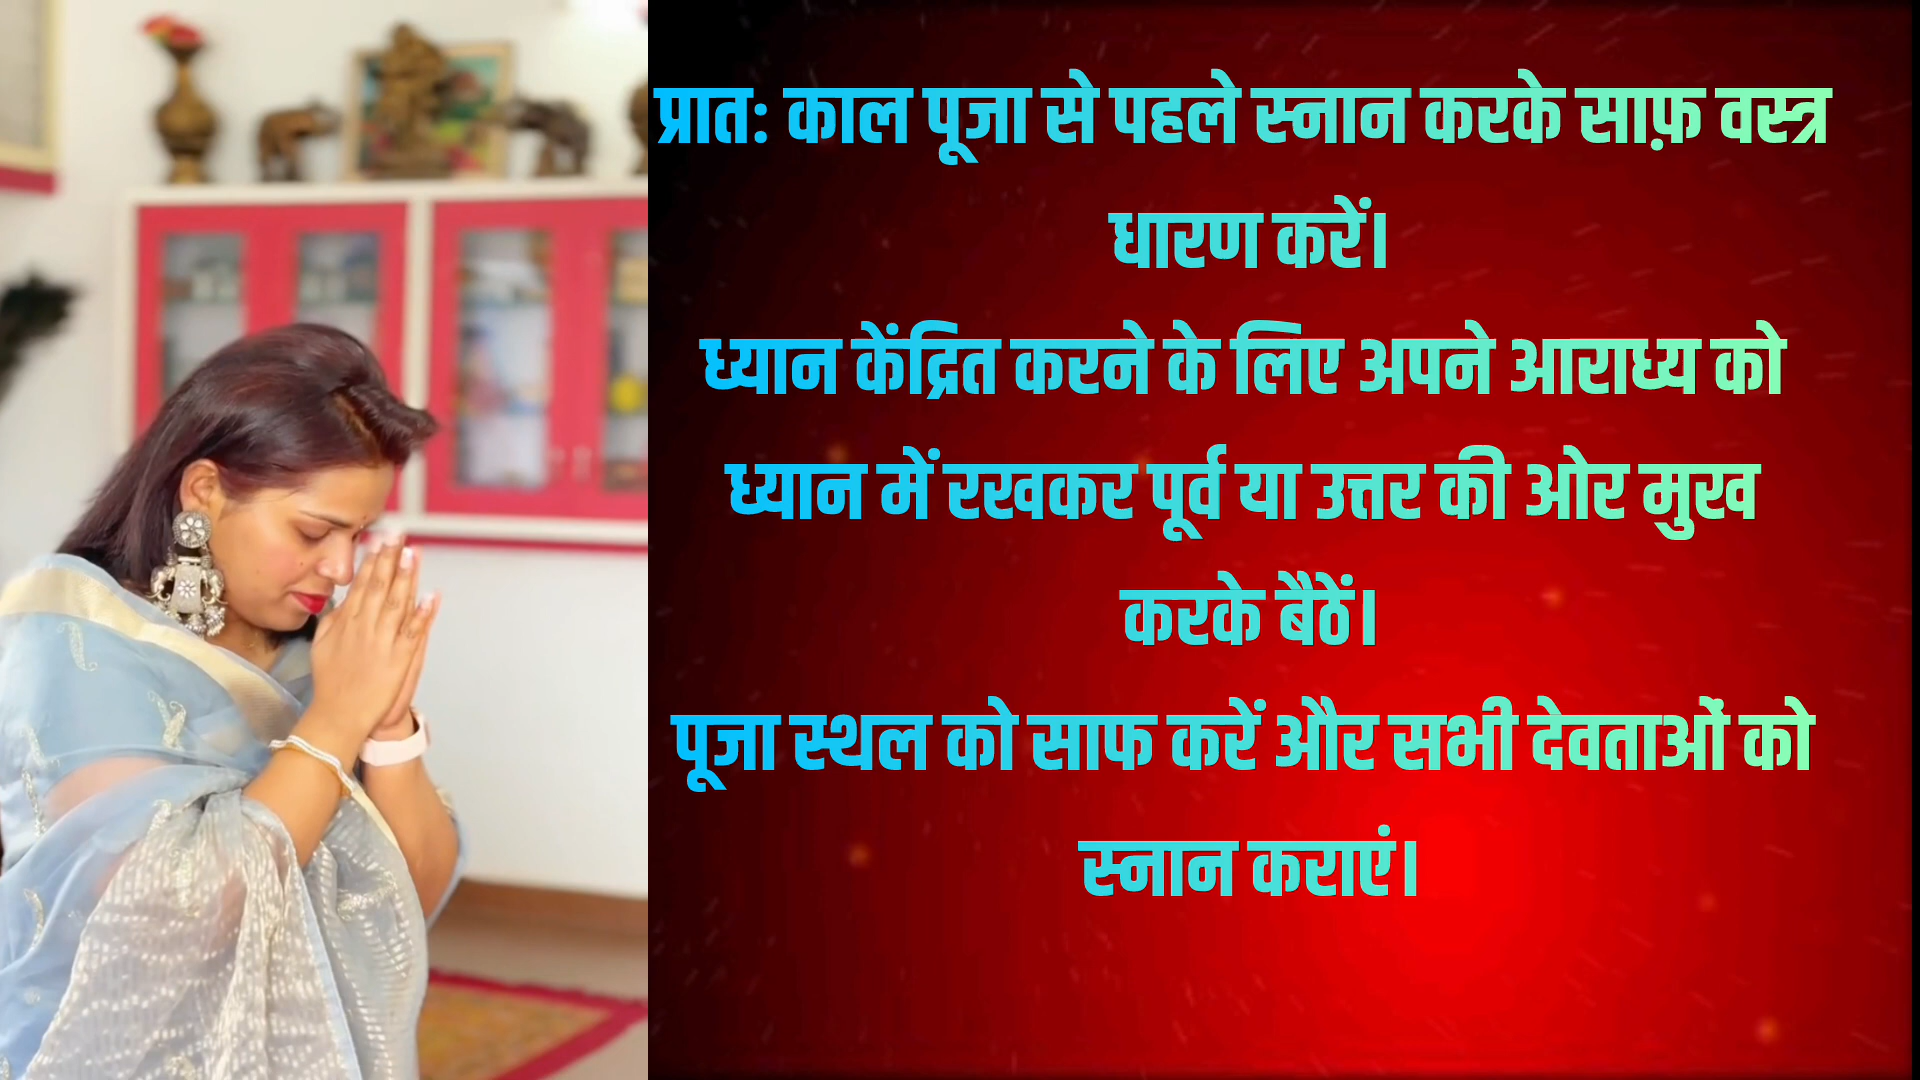 प्रातः काल पूजा से पहले स्नान करके साफ़ वस्त्र
धारण करें।
ध्यान केंद्रित करने के लिए अपने आराध्य को
ध्यान में रखकर पूर्व या उत्तर की ओर मुख
करके बैठें।
पूजा स्थल को साफ करें और सभी देवताओं को
स्नान कराएं।